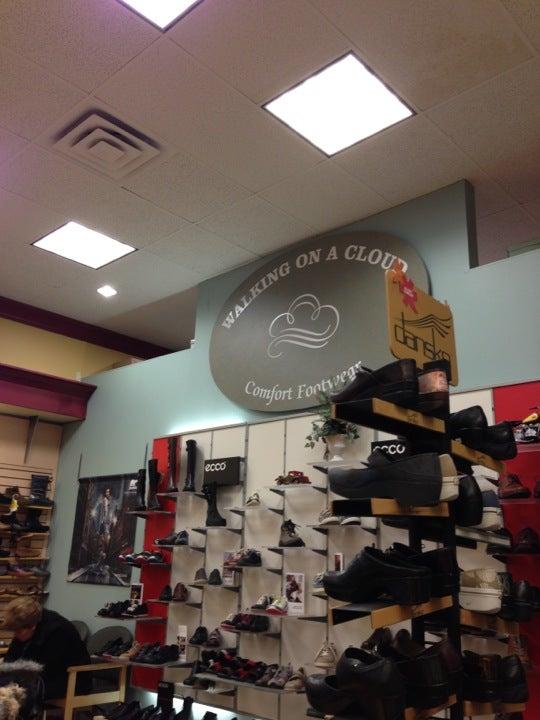 WALKING ON A CLOUD
Comfort Footwear
dansko
ecco
ecco